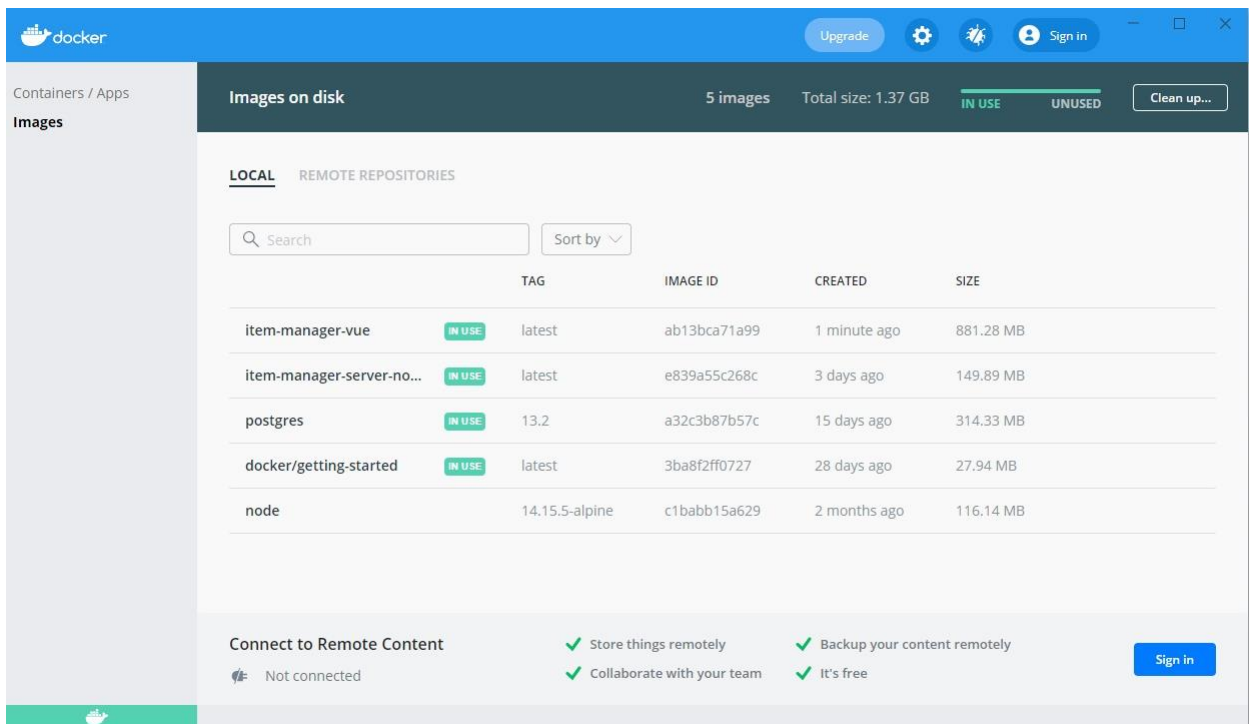 docker
Upgrade
Sign in
Containers / Apps
Images
Images on disk
5 images Total size: 1.37 GB IN USE UNUSED Clean up...
LOCAL REMOTE REPOSITORIES
Search Sort by
TAG IMAGE ID CREATED SIZE
item-manager-vue IN USE latest ab13bca71a99 1 minute ago 881.28 MB
item-manager-server-no... IN USE latest e839a55c268c 3 days ago 149.89 MB
postgres IN USE 13.2 a32c3b87b57c 15 days ago 314.33 MB
docker/getting-started IN USE latest 3ba8f2ff0727 28 days ago 27.94 MB
node 14.15.5-alpine c1babb15a629 2 months ago 116.14 MB
Connect to Remote Content
Not connected
Store things remotely
Collaborate with your team
Backup your content remotely
It's free
Sign in